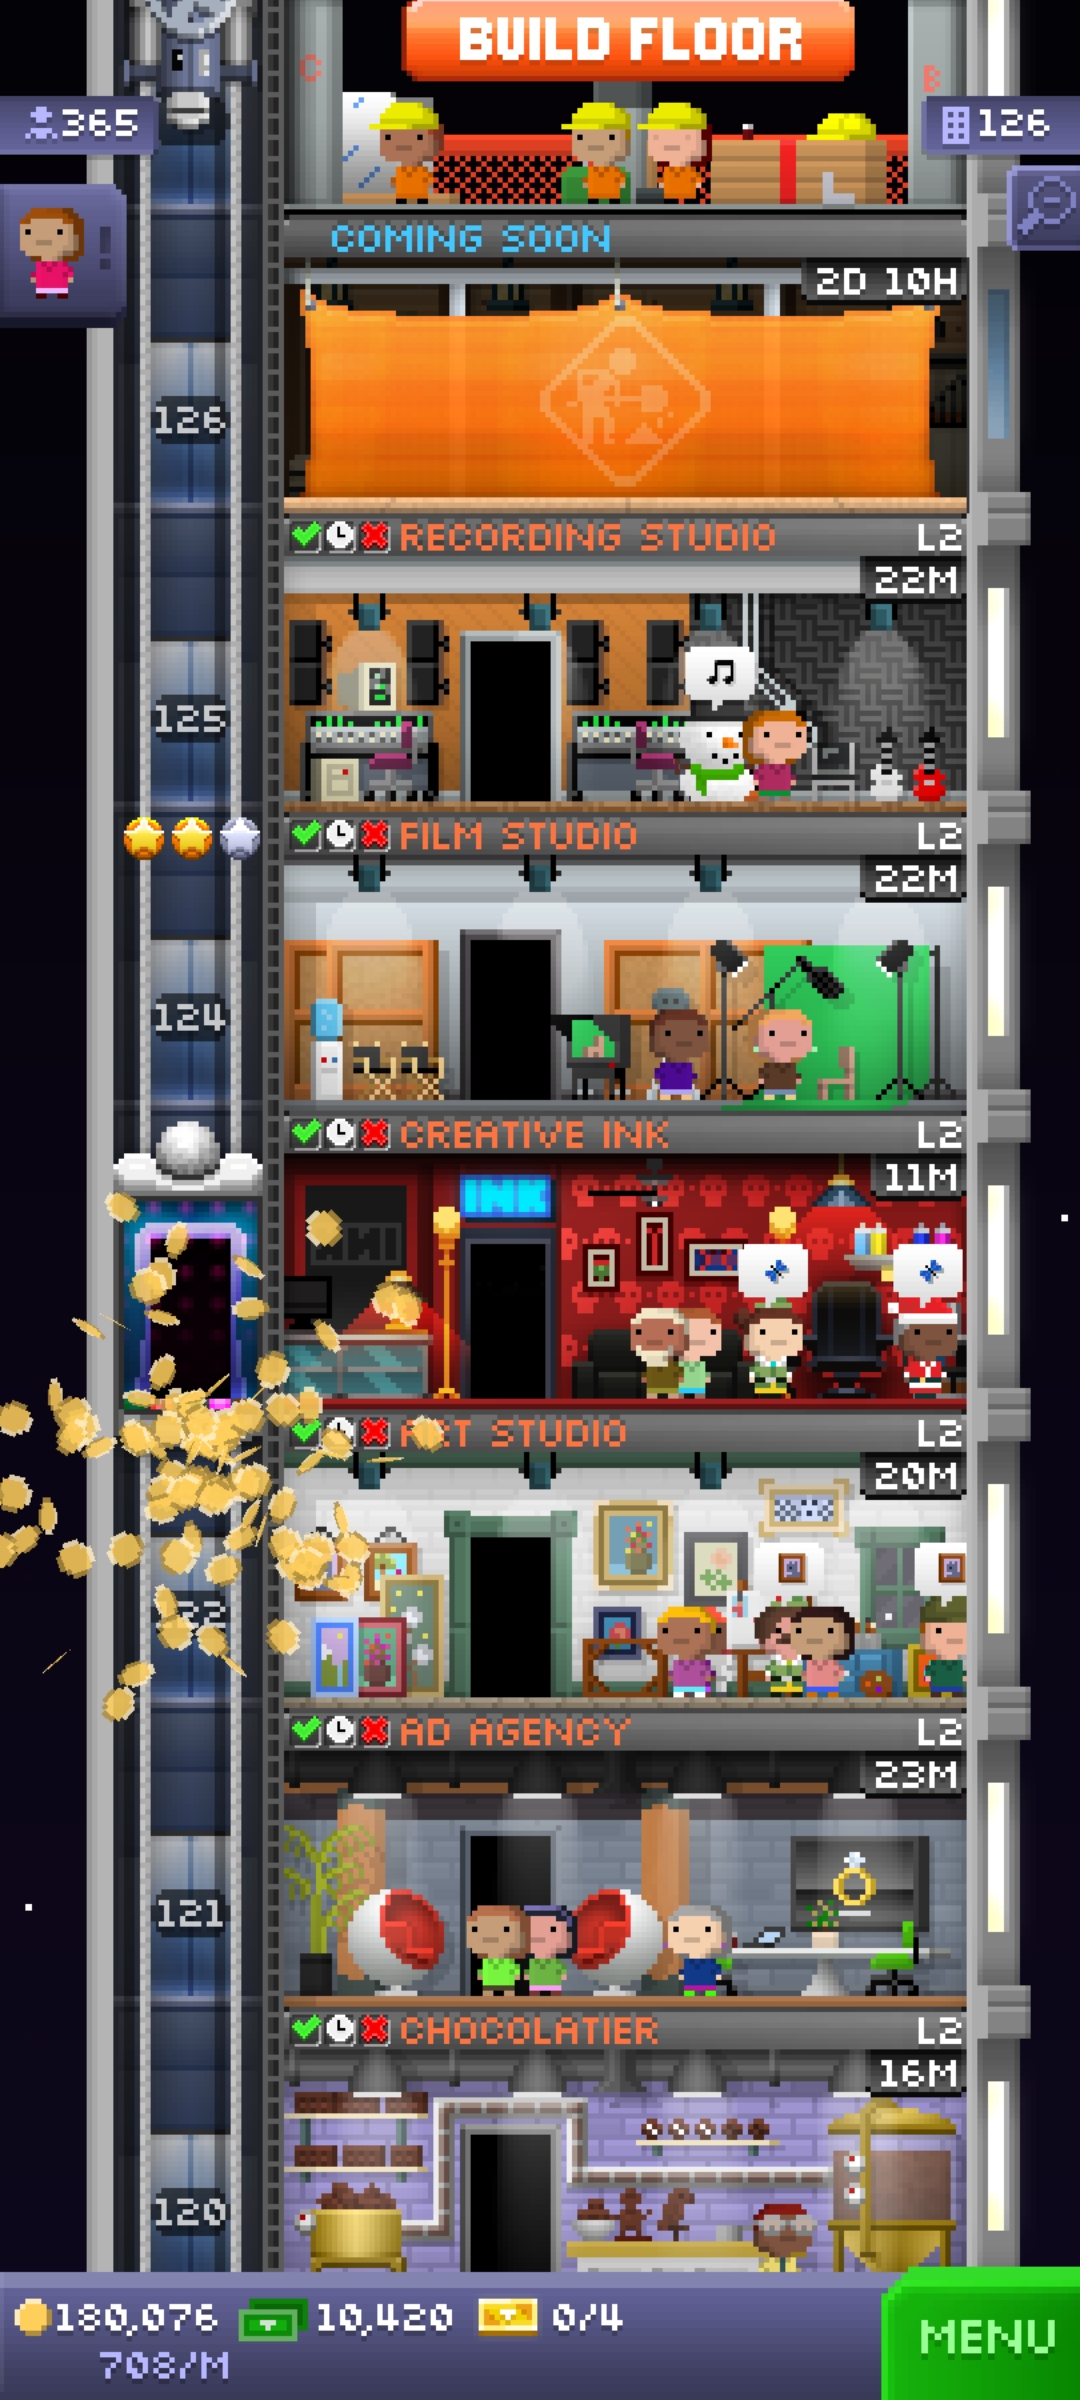 BUILD FLOOR
C
B
365
126
COMING SOON
2D 10H
126
RECORDING STUDIO L2
22M
125
FILM STUDIO L2
22M
124
CREATIVE INK L2
11M
INK
ART STUDIO L2
20M
AD AGENCY L2
23M
121
CHOCOLATIER L2
16M
120
180,076 10,420 0/4
708/M
MENU